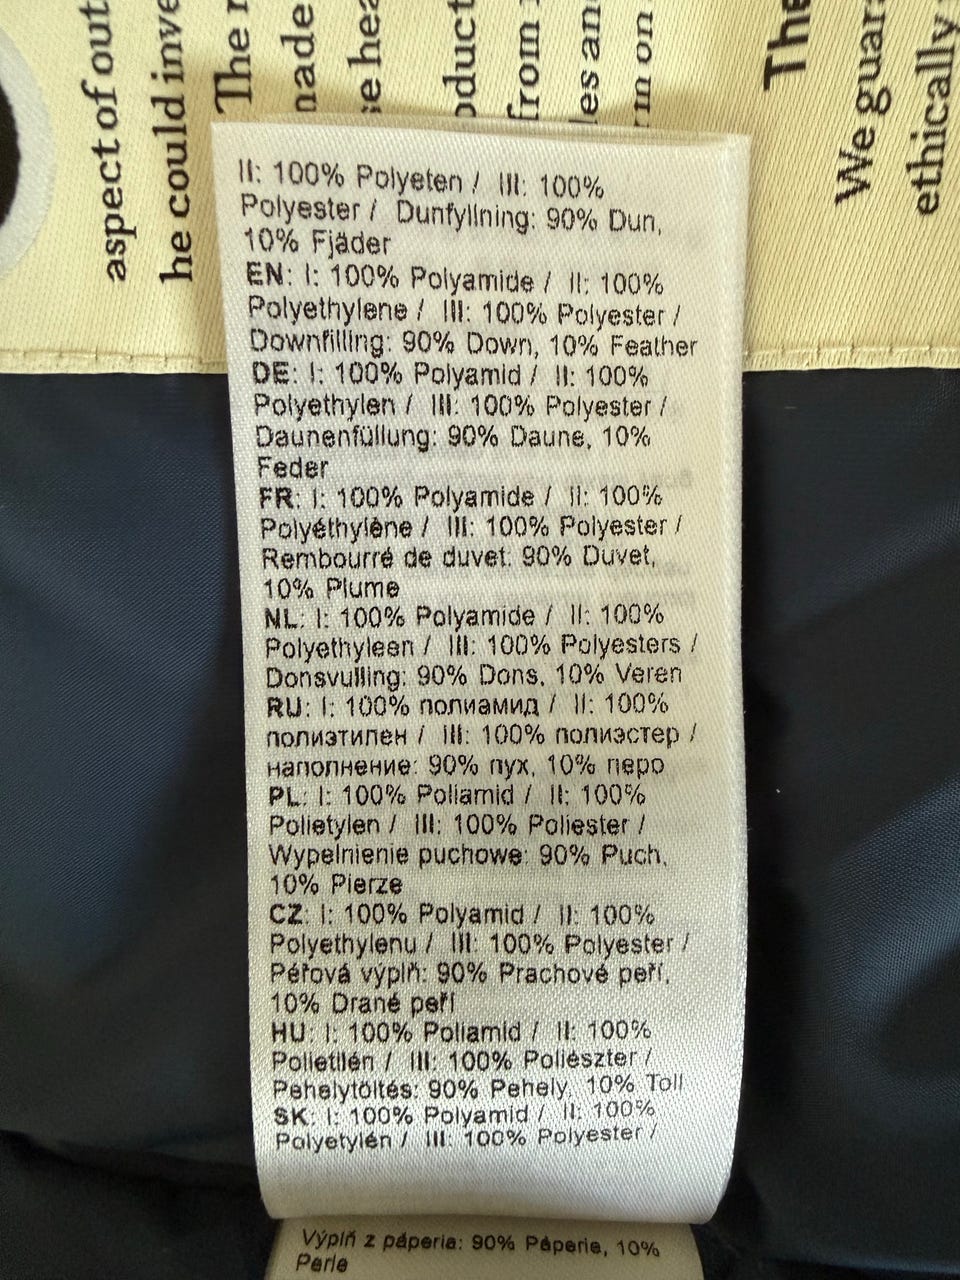 aspect of out
he could inve
The r
made
se hea
oduct
from
les an
m on
The
We guar
ethically
II: 100% Polyeten / III: 100%
Polyester / Dunfyllning: 90% Dun,
10% Fjäder
EN: I: 100% Polyamide / II: 100%
Polyethylene / III: 100% Polyester /
Downfilling: 90% Down, 10% Feather
DE: I: 100% Polyamid / II: 100%
Polyethylen / III: 100% Polyester /
Daunenfüllung: 90% Daune, 10%
Feder
FR: I: 100% Polyamide / II: 100%
Polyéthylène / III: 100% Polyester /
Rembourré de duvet: 90% Duvet,
10% Plume
NL: I: 100% Polyamide / II: 100%
Polyethyleen / III: 100% Polyesters /
Donsvulling: 90% Dons, 10% Veren
RU: I: 100% полиамид / II: 100%
полиэтилен / III: 100% полиэстер /
наполнение: 90% пух, 10% перо
PL: I: 100% Poliamid / II: 100%
Polietylen / III: 100% Poliester /
Wypełnienie puchowe: 90% Puch,
10% Pierze
CZ: I: 100% Polyamid / II: 100%
Polyethylenu / III: 100% Polyester /
Péřová výplň: 90% Prachové peří,
10% Drané peří
HU: I: 100% Poliamid / II: 100%
Polietilén / III: 100% Poliészter /
Pehelytöltés: 90% Pehely, 10% Toll
SK: I: 100% Polyamid / II: 100%
Polyetylén / III: 100% Polyester /
Výplň z páperia: 90% Páperie, 10%
Perie